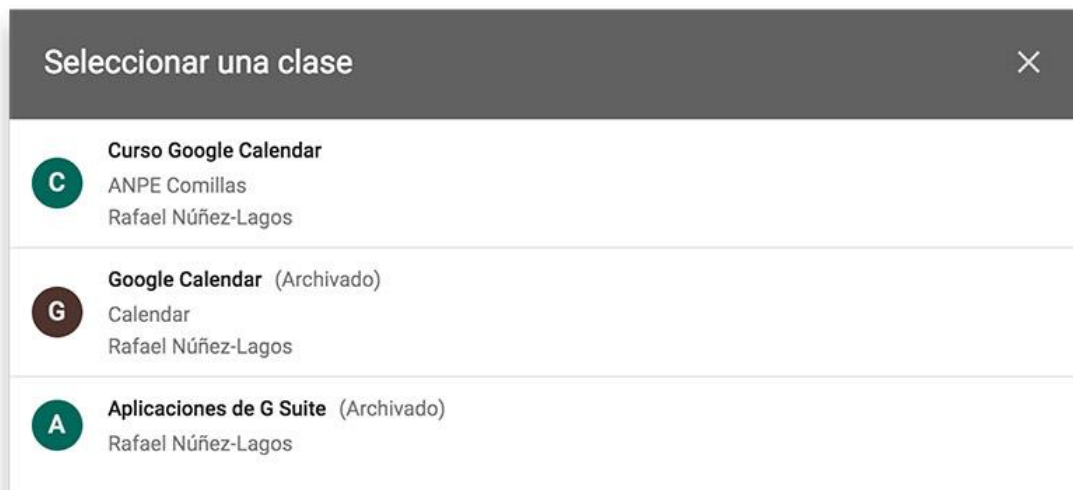 Seleccionar una clase
C
Curso Google Calendar
ANPE Comillas
Rafael Núñez-Lagos
G
Google Calendar (Archivado)
Calendar
Rafael Núñez-Lagos
A
Aplicaciones de G Suite (Archivado)
Rafael Núñez-Lagos